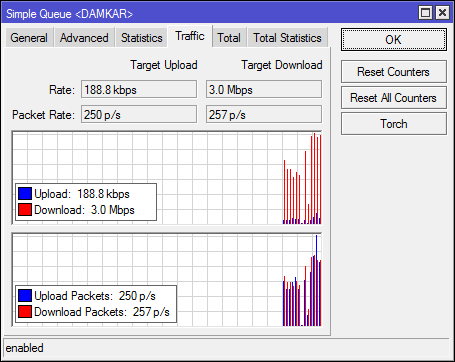 Simple Queue <DAMKAR>
General Advanced Statistics Traffic Total Total Statistics
OK
Reset Counters
Reset All Counters
Torch
Target Upload Target Download
Rate: 188.8 kbps 3.0 Mbps
Packet Rate: 250 p/s 257 p/s
Upload: 188.8 kbps
Download: 3.0 Mbps
Upload Packets: 250 p/s
Download Packets: 257 p/s
enabled